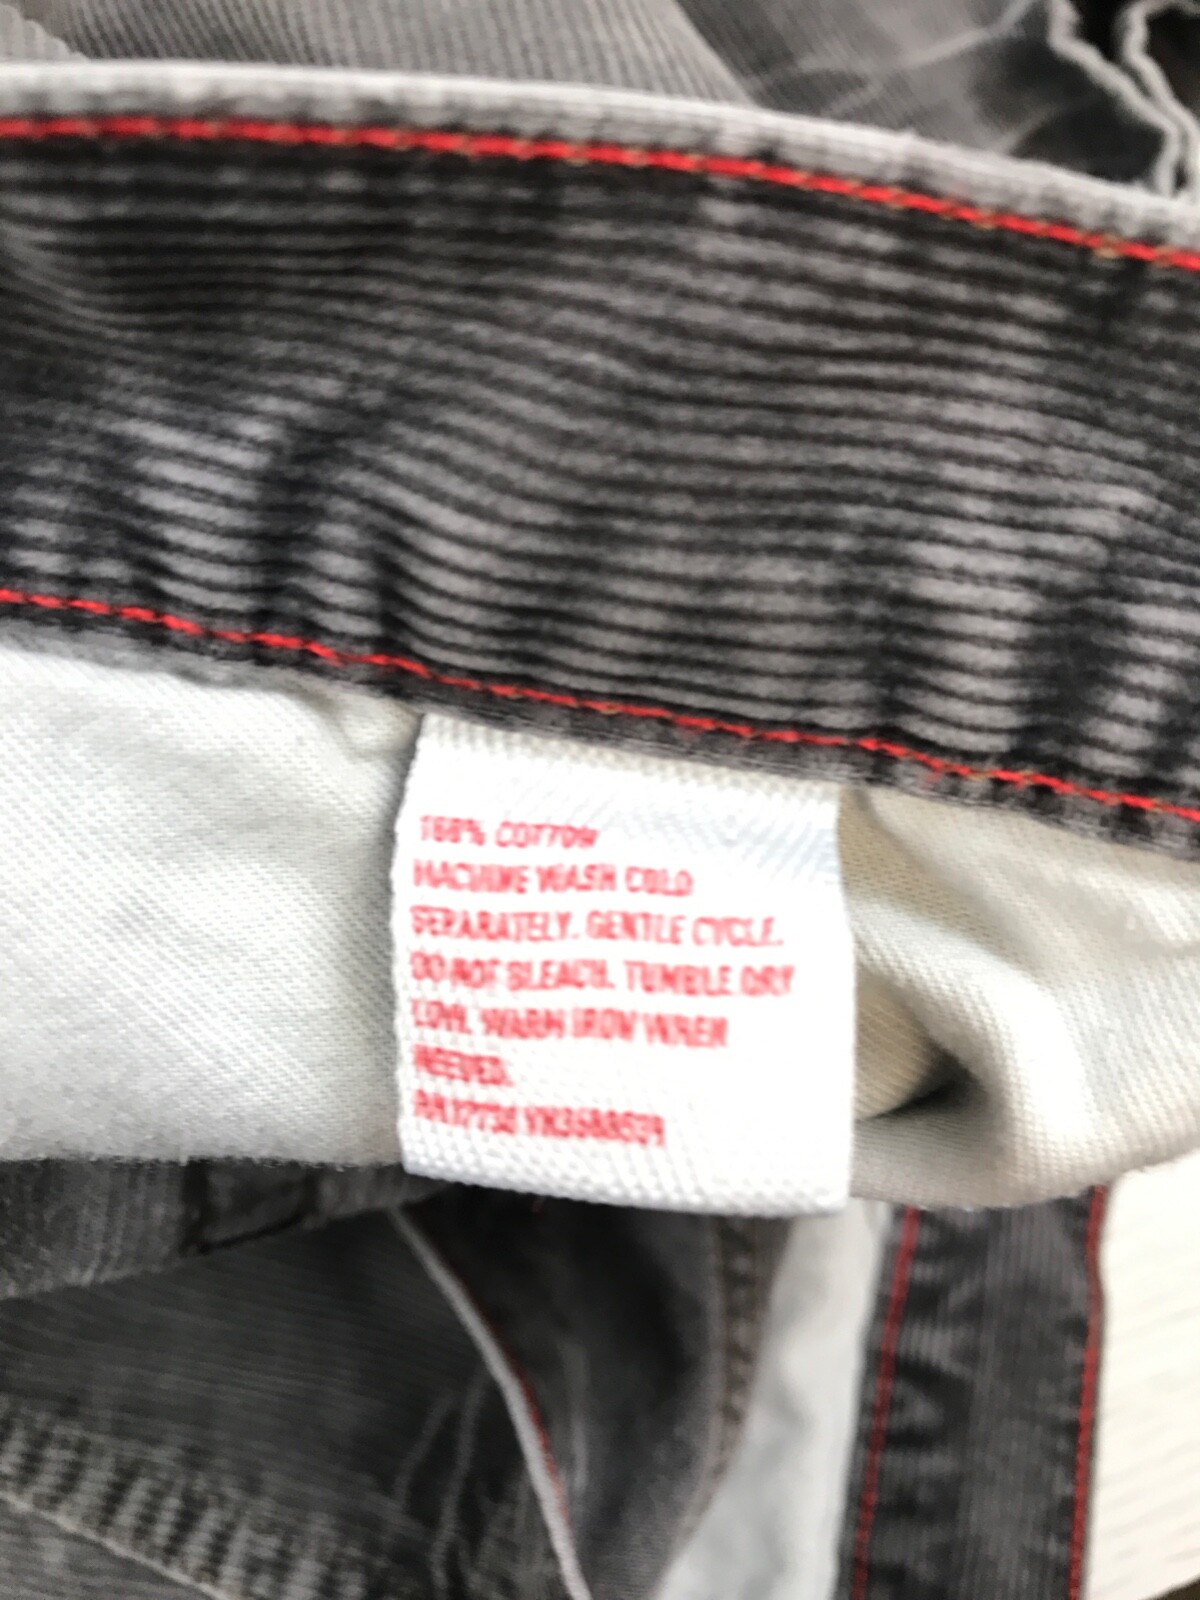 100% COTTON
MACHINE WASH COLD
SEPARATELY. GENTLE CYCLE.
DO NOT BLEACH. TUMBLE DRY
LOW. WARM IRON WHEN
NEEDED.